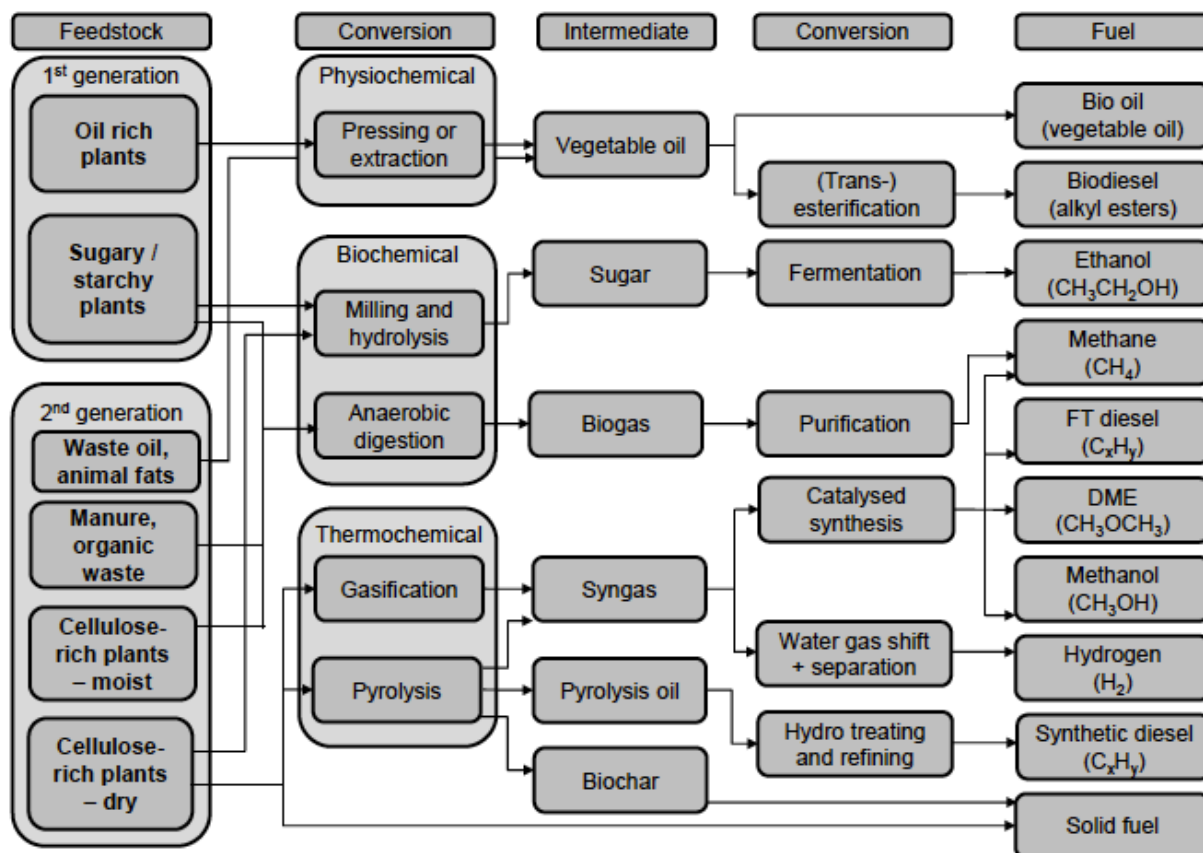 Feedstock
Conversion
Intermediate
Conversion
Fuel
1st generation
Oil rich
plants
Sugary /
starchy
plants
2nd generation
Waste oil,
animal fats
Manure,
organic
waste
Cellulose-
rich plants
– moist
Cellulose-
rich plants
– dry
Physiochemical
Pressing or
extraction
Biochemical
Milling and
hydrolysis
Anaerobic
digestion
Thermochemical
Gasification
Pyrolysis
Vegetable oil
Sugar
Biogas
Syngas
Pyrolysis oil
Biochar
(Trans-)
esterification
Fermentation
Purification
Catalysed
synthesis
Water gas shift
+ separation
Hydro treating
and refining
Bio oil
(vegetable oil)
Biodiesel
(alkyl esters)
Ethanol
(CH3CH2OH)
Methane
(CH4)
FT diesel
(CxHy)
DME
(CH3OCH3)
Methanol
(CH3OH)
Hydrogen
(H2)
Synthetic diesel
(CxHy)
Solid fuel